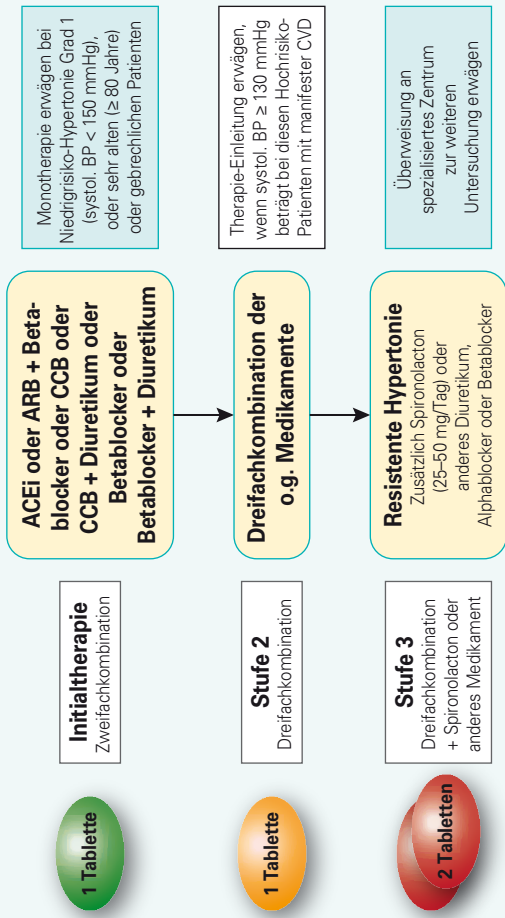 1 Tablette
Initialtherapie
Zweifachkombination
ACEi oder ARB + Beta-
blocker oder CCB oder
CCB + Diuretikum oder
Betablocker oder
Betablocker + Diuretikum
Monotherapie erwägen bei
Niedrigrisiko-Hypertonie Grad 1
(systol. BP < 150 mmHg),
oder sehr alten (≥ 80 Jahre)
oder gebrechlichen Patienten
1 Tablette
Stufe 2
Dreifachkombination
Dreifachkombination der
o.g. Medikamente
Therapie-Einleitung erwägen,
wenn systol. BP ≥ 130 mmHg
beträgt bei diesen Hochrisiko-
Patienten mit manifester CVD
2 Tabletten
Stufe 3
Dreifachkombination
+ Spironolacton oder
anderes Medikament
Resistente Hypertonie
Zusätzlich Spironolacton
(25–50 mg/Tag) oder
anderes Diuretikum,
Alphablocker oder Betablocker
Überweisung an
spezialisiertes Zentrum
zur weiteren
Untersuchung erwägen